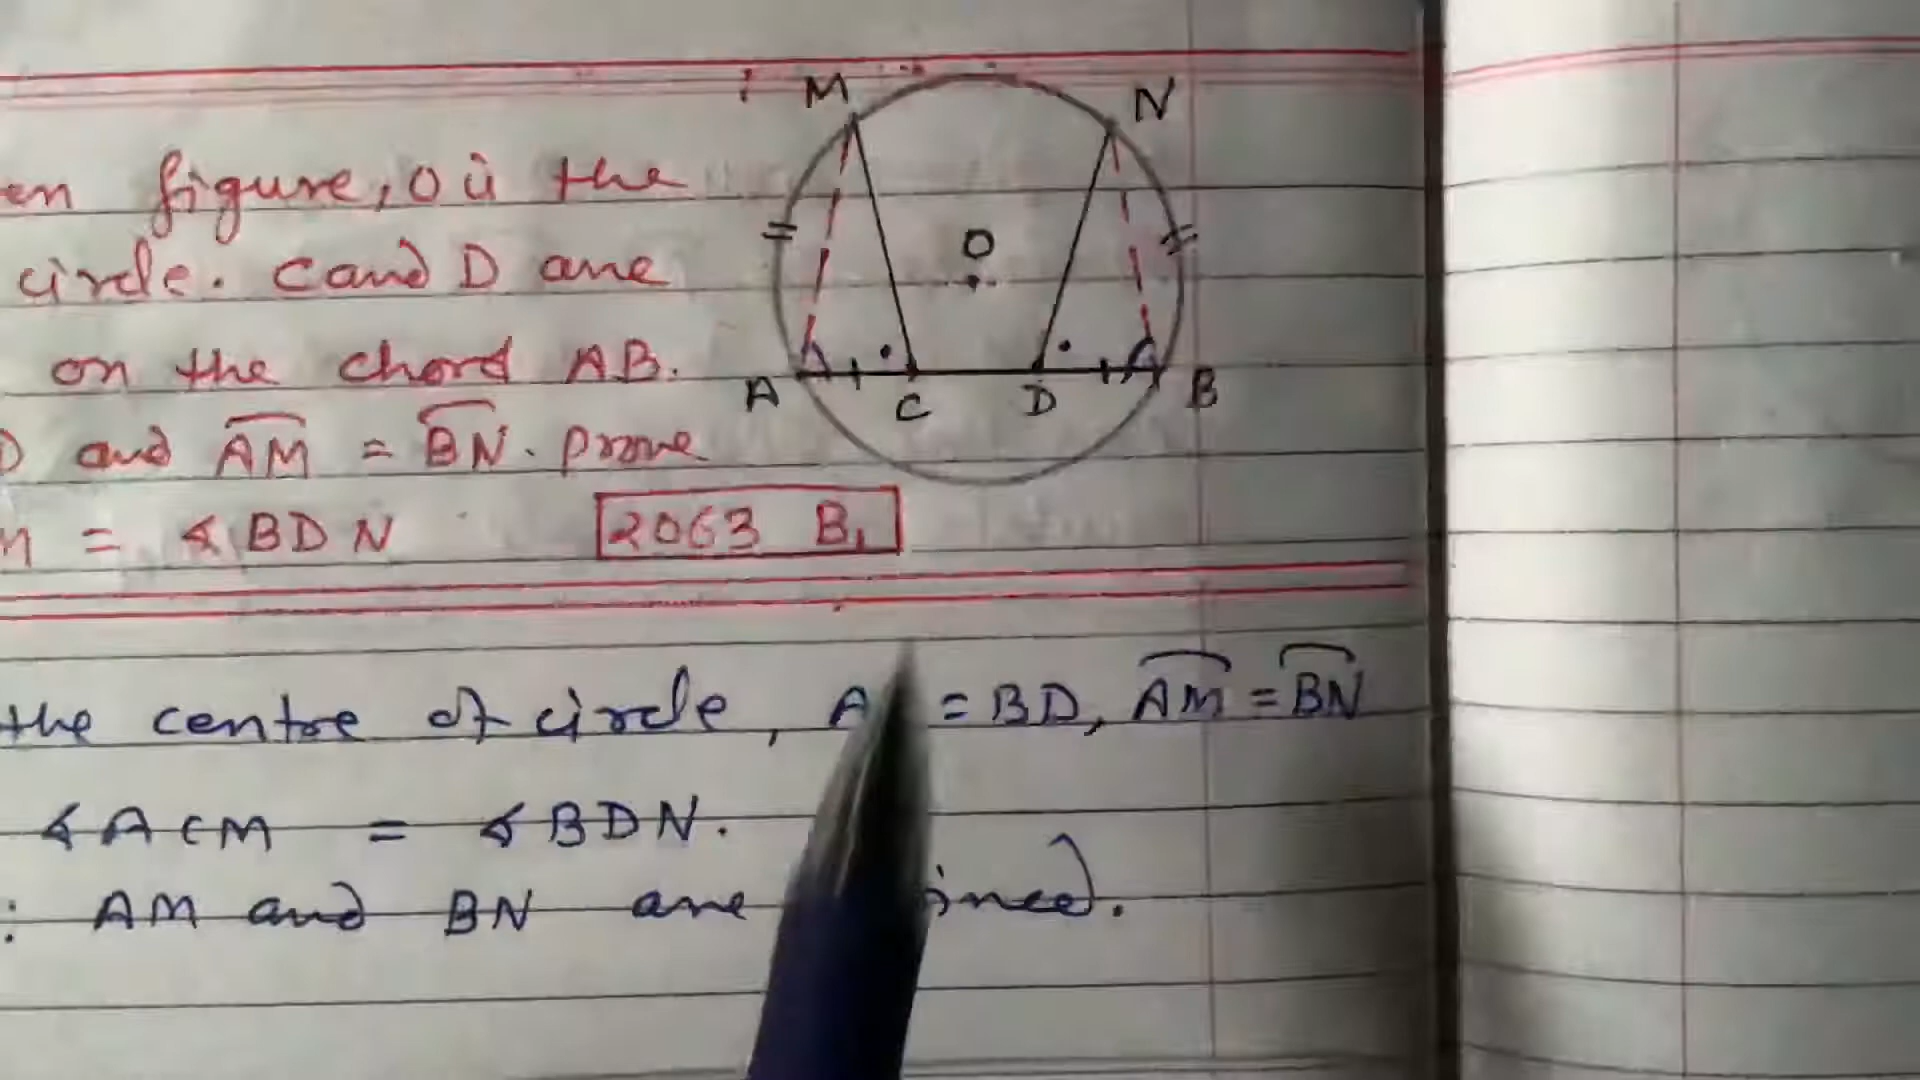 M N
en figure, O is the
O
circle. C and D are
on the chord AB.
A C D B
D and AM = BN. prove
M = ∡BDN 2063 B1
the centre of circle, A = BD, AM = BN
∡ACM = ∡BDN.
: AM and BN are ined.